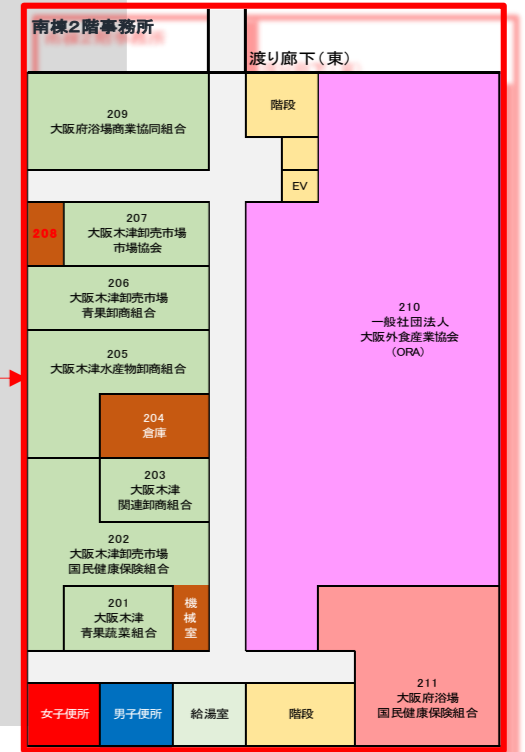 南棟2階事務所
渡り廊下(東)
209
大阪府浴場商業協同組合
階段
EV
208
207
大阪木津卸売市場
市場協会
206
大阪木津卸売市場
青果卸商組合
210
一般社団法人
大阪外食産業協会
(ORA)
205
大阪木津水産物卸商組合
204
倉庫
203
大阪木津
関連卸商組合
202
大阪木津卸売市場
国民健康保険組合
201
大阪木津
青果蔬菜組合
機
械
室
211
大阪府浴場
国民健康保険組合
女子便所
男子便所
給湯室
階段